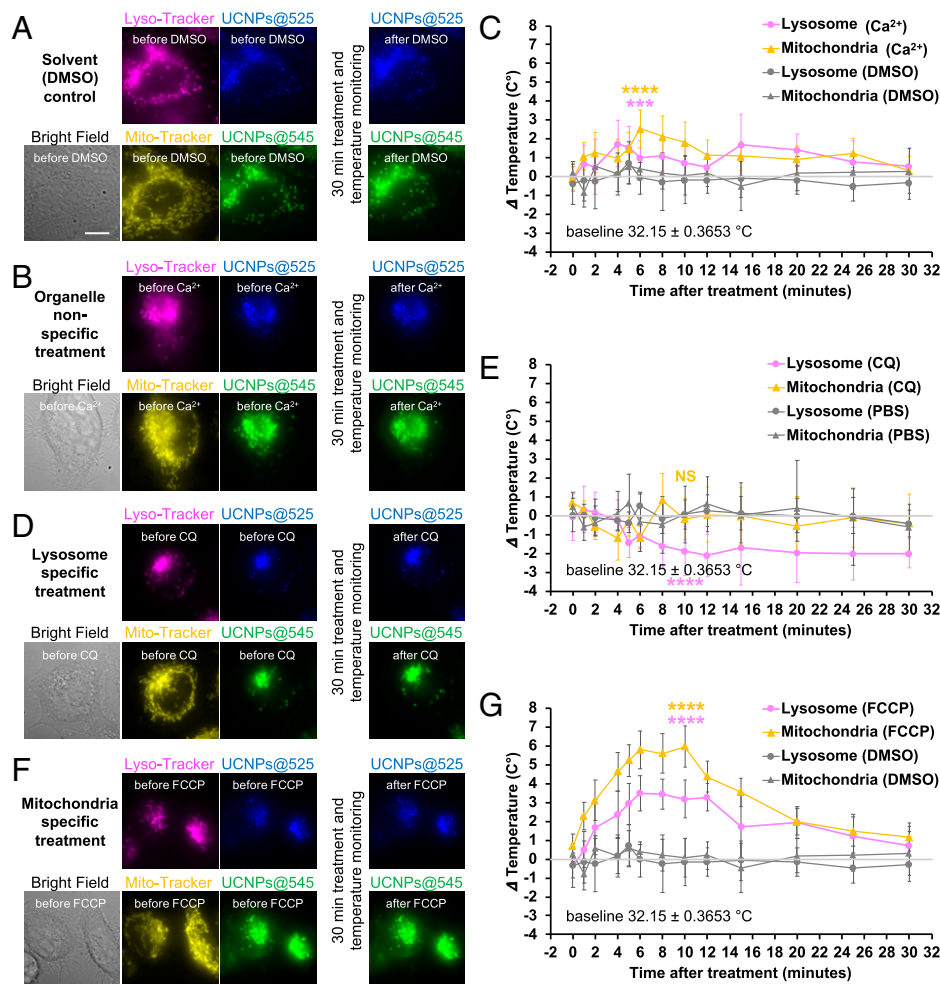 A
Solvent
(DMSO)
control
Lyso-Tracker
UCNPs@525
UCNPs@525
before DMSO
before DMSO
after DMSO
30 min treatment and
temperature monitoring
Bright Field
Mito-Tracker
UCNPs@545
UCNPs@545
before DMSO
before DMSO
before DMSO
after DMSO
B
Organelle
non-
specific
treatment
Lyso-Tracker
UCNPs@525
UCNPs@525
before Ca²⁺
before Ca²⁺
after Ca²⁺
30 min treatment and
temperature monitoring
Bright Field
Mito-Tracker
UCNPs@545
UCNPs@545
before Ca²⁺
before Ca²⁺
before Ca²⁺
after Ca²⁺
C
Lysosome (Ca²⁺)
Mitochondria (Ca²⁺)
Lysosome (DMSO)
Mitochondria (DMSO)
****
***
Δ Temperature (C°)
8
7
6
5
4
3
2
1
0
-1
-2
-3
-4
baseline 32.15 ± 0.3653 °C
-2 0 2 4 6 8 10 12 14 16 18 20 22 24 26 28 30 32
Time after treatment (minutes)
D
Lysosome
specific
treatment
Lyso-Tracker
UCNPs@525
UCNPs@525
before CQ
before CQ
after CQ
30 min treatment and
temperature monitoring
Bright Field
Mito-Tracker
UCNPs@545
UCNPs@545
before CQ
before CQ
before CQ
after CQ
E
Lysosome (CQ)
Mitochondria (CQ)
Lysosome (PBS)
Mitochondria (PBS)
NS
Δ Temperature (C°)
8
7
6
5
4
3
2
1
0
-1
-2
-3
-4
baseline 32.15 ± 0.3653 °C
****
-2 0 2 4 6 8 10 12 14 16 18 20 22 24 26 28 30 32
Time after treatment (minutes)
F
Mitochondria
specific
treatment
Lyso-Tracker
UCNPs@525
UCNPs@525
before FCCP
before FCCP
after FCCP
30 min treatment and
temperature monitoring
Bright Field
Mito-Tracker
UCNPs@545
UCNPs@545
before FCCP
before FCCP
before FCCP
after FCCP
G
Lysosome (FCCP)
Mitochondria (FCCP)
Lysosome (DMSO)
Mitochondria (DMSO)
****
****
Δ Temperature (C°)
8
7
6
5
4
3
2
1
0
-1
-2
-3
-4
baseline 32.15 ± 0.3653 °C
-2 0 2 4 6 8 10 12 14 16 18 20 22 24 26 28 30 32
Time after treatment (minutes)